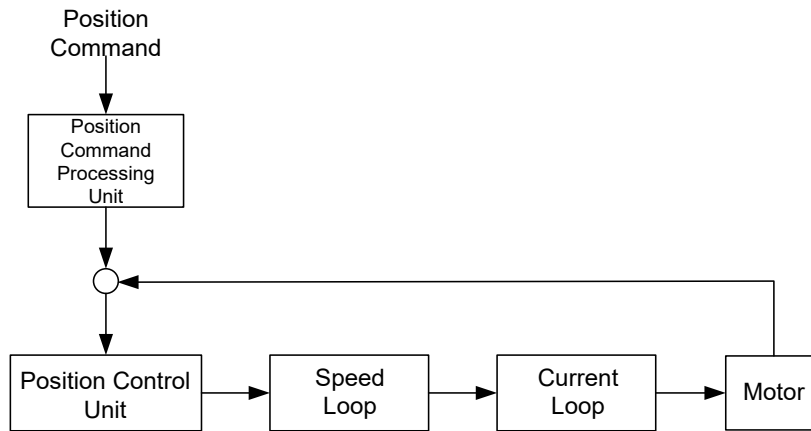 Position
Command
Position
Command
Processing
Unit
Position Control
Unit
Speed
Loop
Current
Loop
Motor